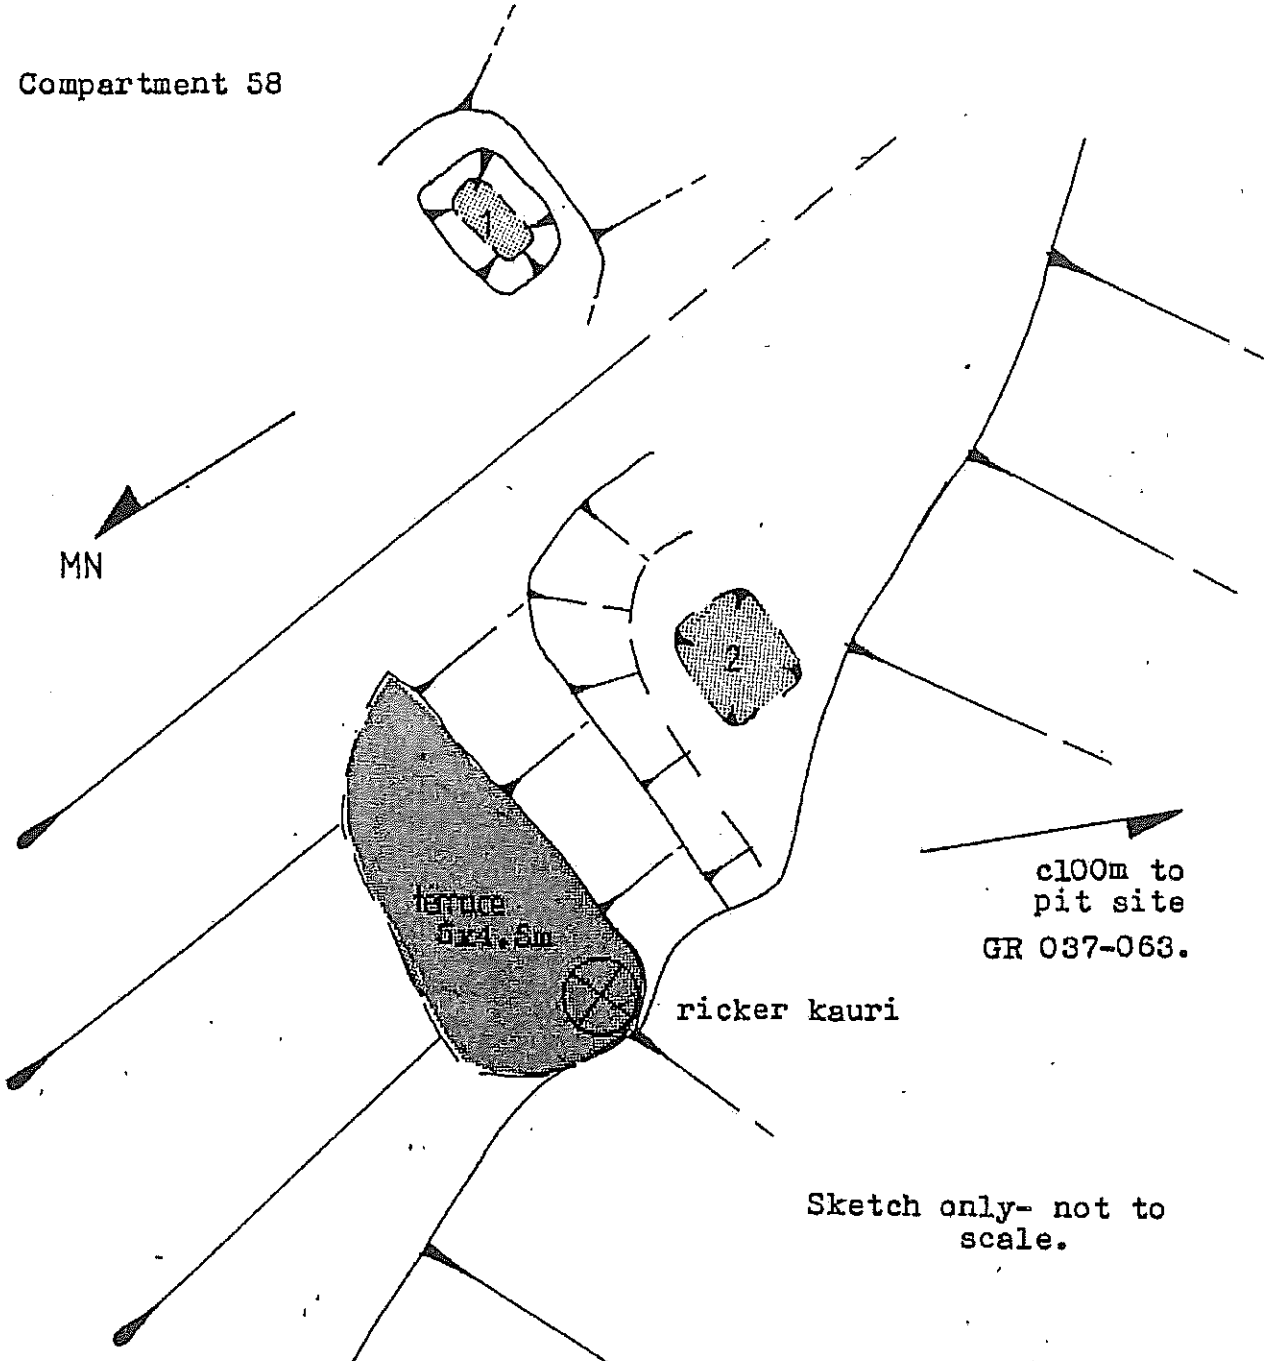 Compartment 58
1
MN
2
c100m to
pit site
GR 037-063.
terrace
ricker kauri
Sketch only- not to
scale.